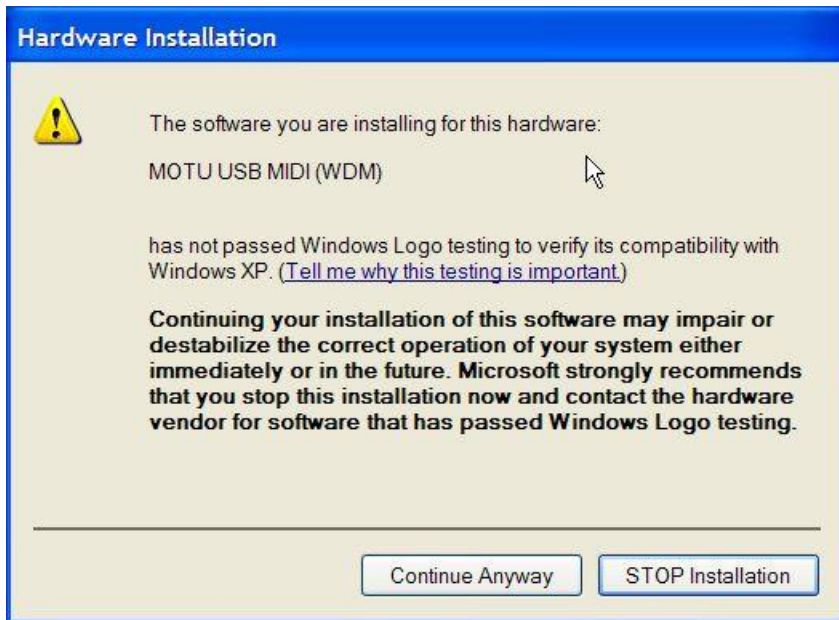 Hardware Installation
The software you are installing for this hardware:
MOTU USB MIDI (WDM)
has not passed Windows Logo testing to verify its compatibility with
Windows XP. (Tell me why this testing is important.)
Continuing your installation of this software may impair or
destabilize the correct operation of your system either
immediately or in the future. Microsoft strongly recommends
that you stop this installation now and contact the hardware
vendor for software that has passed Windows Logo testing.
Continue Anyway
STOP Installation